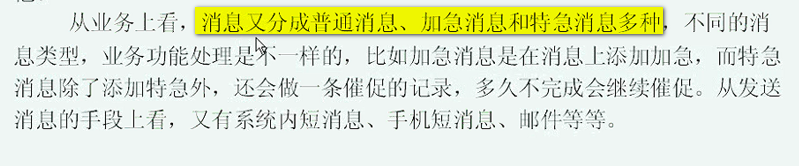 从业务上看，消息又分成普通消息、加急消息和特急消息多种，不同的消
息类型，业务功能处理是不一样的，比如加急消息是在消息上添加加急，而特急
消息除了添加特急外，还会做一条催促的记录，多久不完成会继续催促。从发送
消息的手段上看，又有系统内短消息、手机短消息、邮件等等。